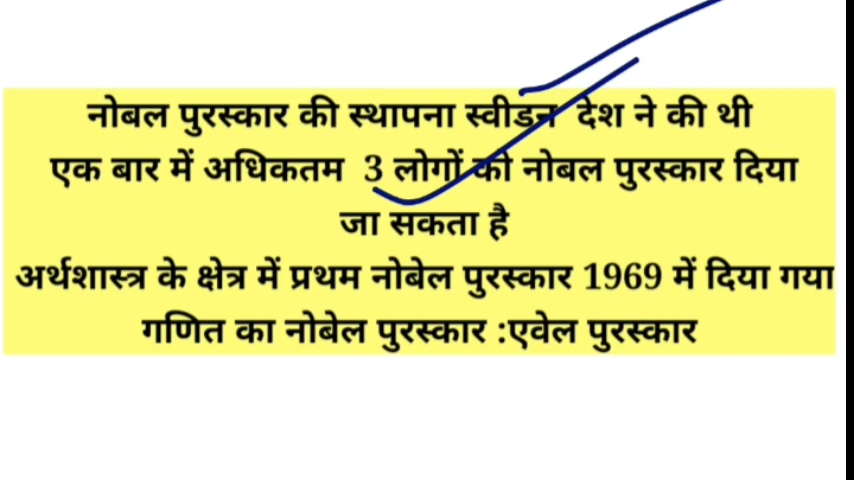 नोबल पुरस्कार की स्थापना स्वीडन देश ने की थी
एक बार में अधिकतम 3 लोगों को नोबल पुरस्कार दिया
जा सकता है
अर्थशास्त्र के क्षेत्र में प्रथम नोबेल पुरस्कार 1969 में दिया गया
गणित का नोबेल पुरस्कार :एवेल पुरस्कार